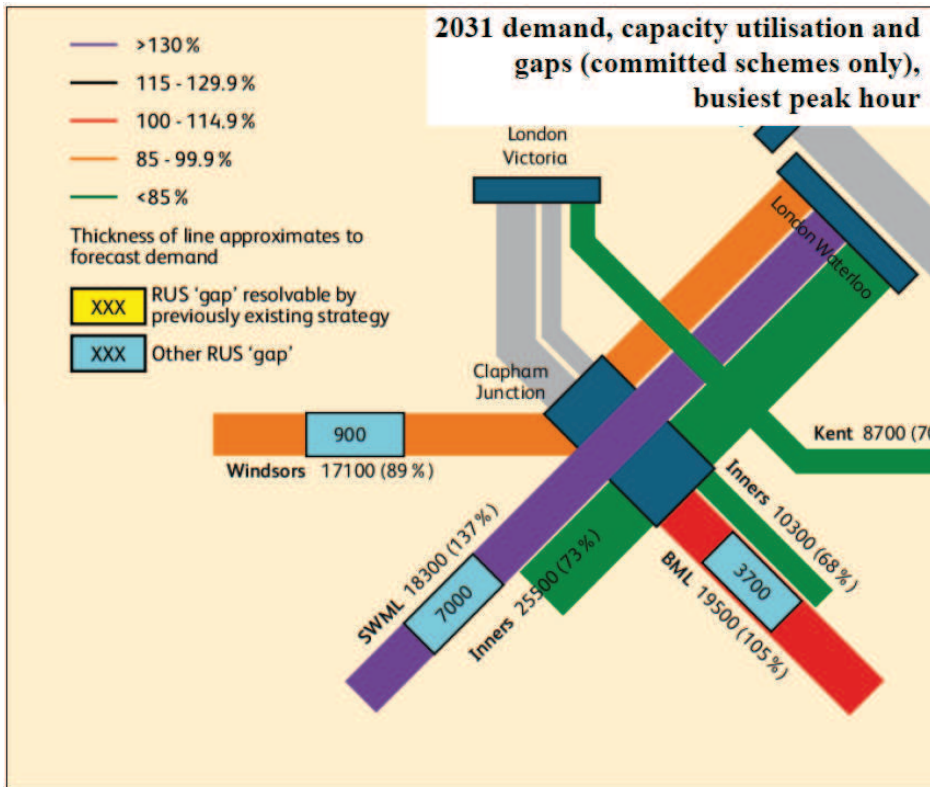 2031 demand, capacity utilisation and
gaps (committed schemes only),
busiest peak hour
>130 %
115 - 129.9 %
100 - 114.9 %
85 - 99.9 %
<85 %
Thickness of line approximates to
forecast demand
XXX
RUS ‘gap’ resolvable by
previously existing strategy
XXX
Other RUS ‘gap’
London
Victoria
London Waterloo
Clapham
Junction
900
Windsors 17100 (89 %)
Kent 8700 (70
SWML 18300 (137%)
7000
Inners 25500 (73%)
Inners 10300 (68%)
3700
BML 19500 (105%)